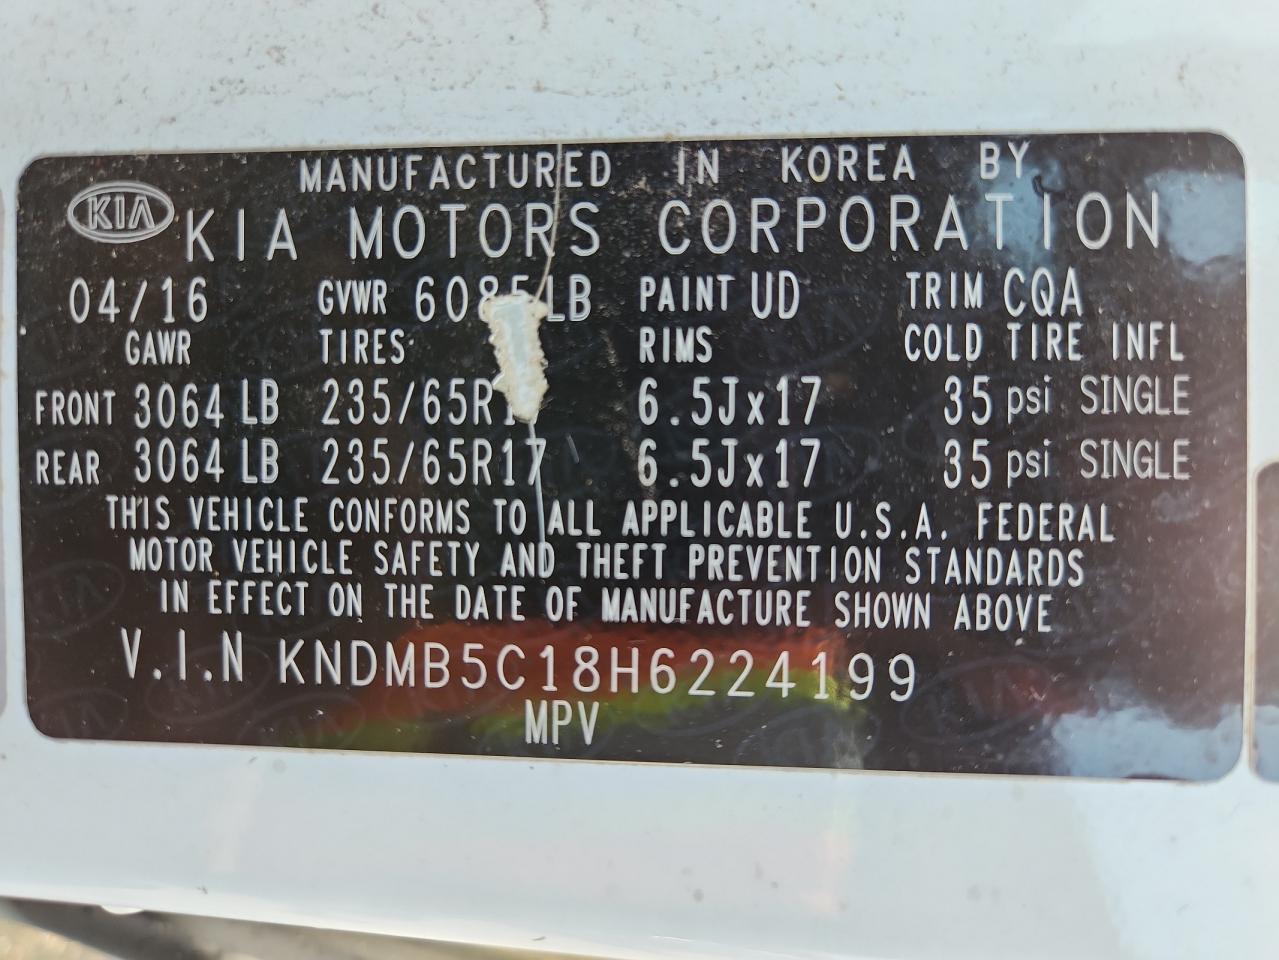 MANUFACTURED IN KOREA BY
KIA KIA MOTORS CORPORATION
04/16 GVWR 6085LB PAINT UD TRIM CQA
GAWR TIRES RIMS COLD TIRE INFL
FRONT 3064 LB 6.5Jx17 35 psi SINGLE
REAR 3064 LB 235/65R17 6.5Jx17 35 psi SINGLE
THIS VEHICLE CONFORMS TO ALL APPLICABLE U.S.A. FEDERAL
MOTOR VEHICLE SAFETY AND THEFT PREVENTION STANDARDS
IN EFFECT ON THE DATE OF MANUFACTURE SHOWN ABOVE
V.I.N KNDMB5C18H6224199
MPV